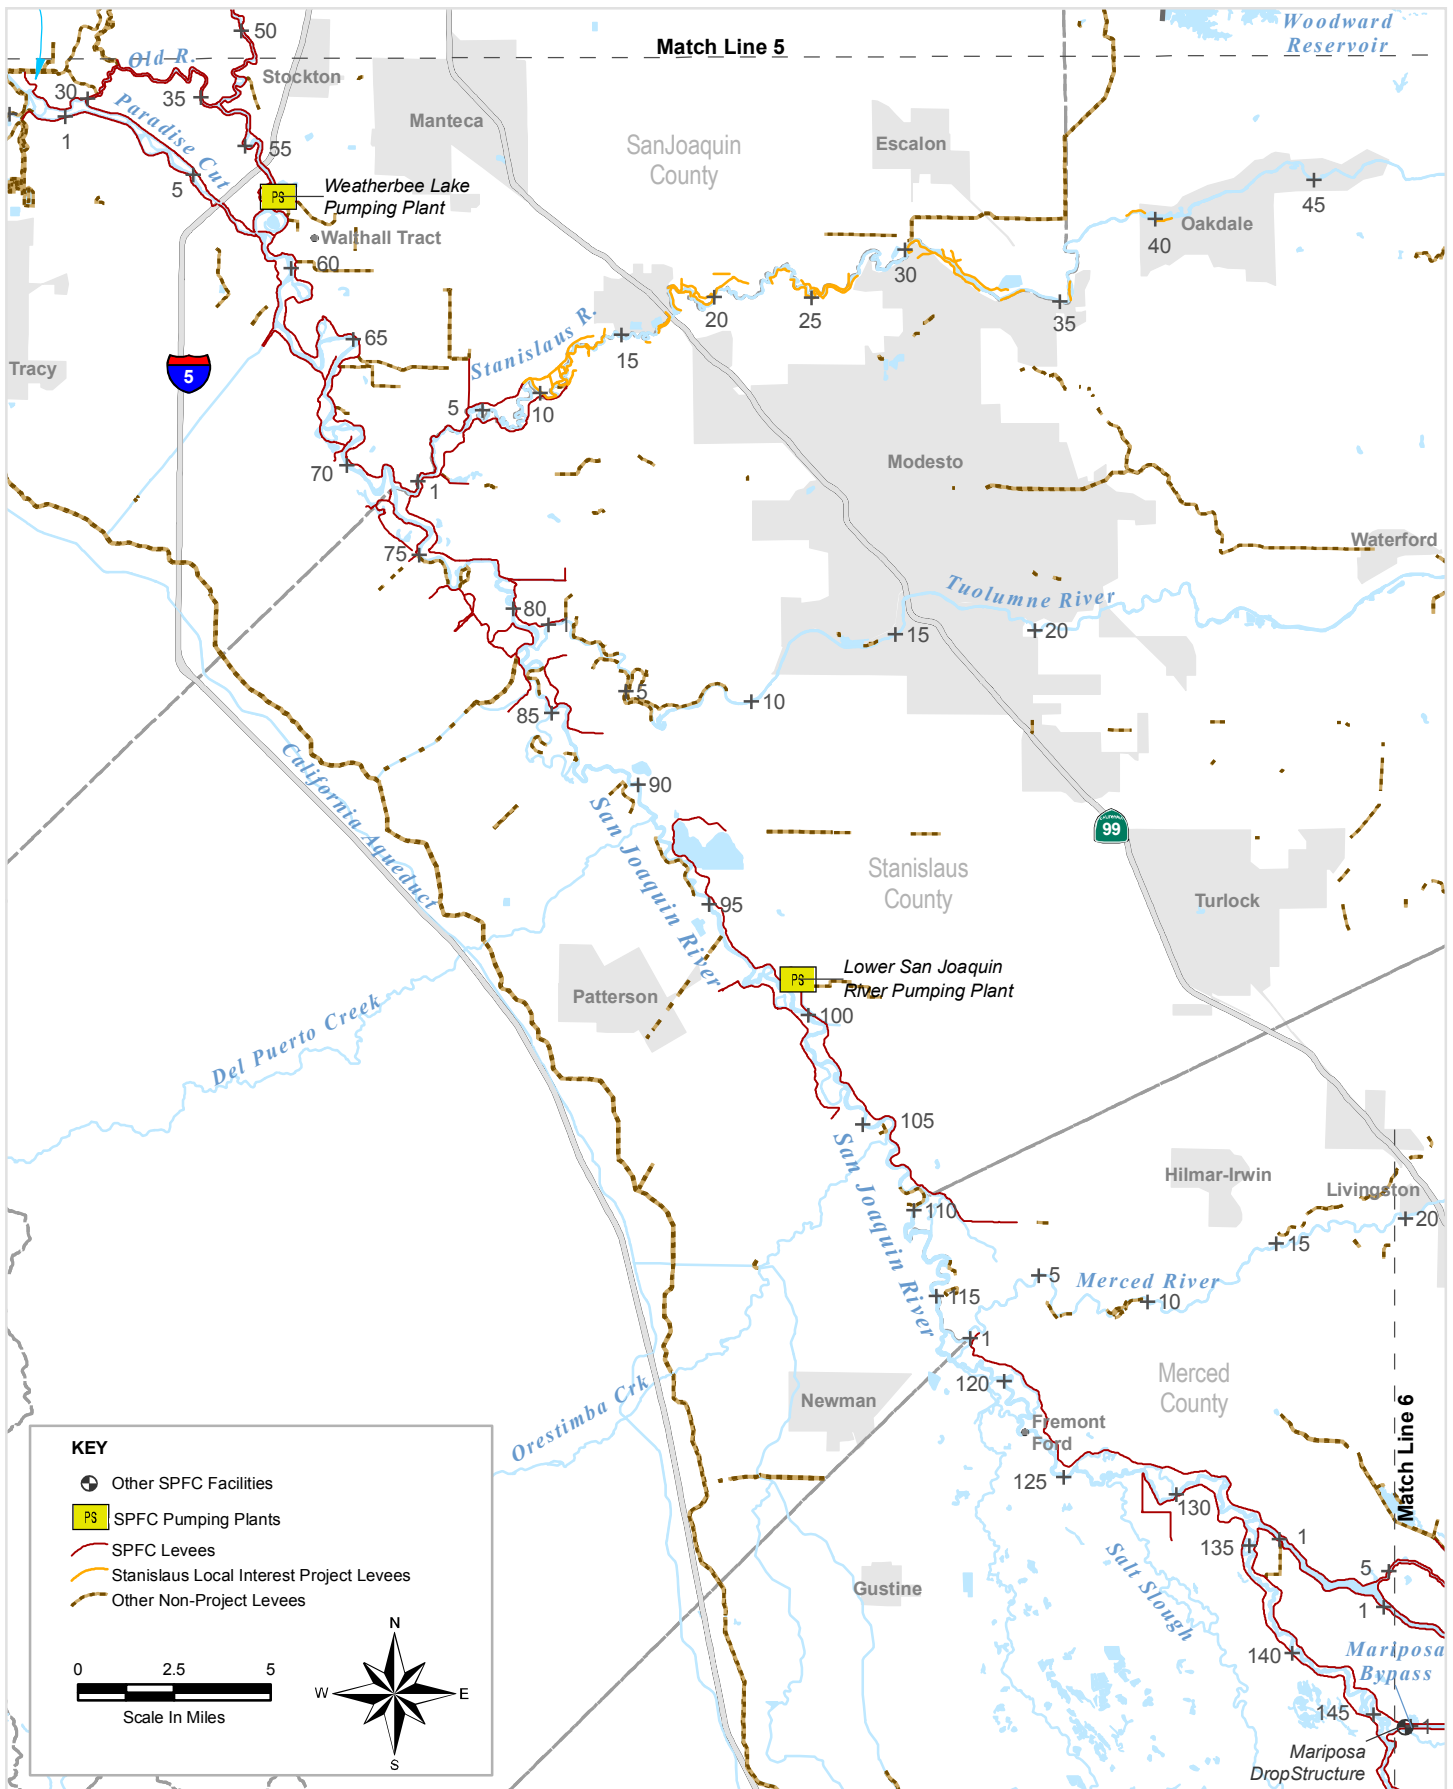 Woodward
Reservoir
Match Line 5
50
Old R.
Stockton
30
35
Paradise Cut
1
Manteca
SanJoaquin
County
Escalon
55
5
Weatherbee Lake
Pumping Plant
PS
Walthall Tract
45
Oakdale
40
60
30
20
25
35
65
Stanislaus R.
15
Tracy
5
5
10
Modesto
70
1
75
Waterford
Tuolumne River
80
1
15
20
5
10
85
California Aqueduct
90
San Joaquin River
99
Stanislaus
County
95
Turlock
Lower San Joaquin
River Pumping Plant
PS
Patterson
100
Del Puerto Creek
105
San Joaquin River
Hilmar-Irwin
Livingston
110
20
15
5
Merced River
115
10
1
Merced
County
120
Newman
Orestimba Crk
Fremont
Ford
Match Line 6
125
130
135
1
5
Salt Slough
Gustine
1
140
Mariposa
Bypass
145
1
Mariposa
DropStructure
KEY
Other SPFC Facilities
PS SPFC Pumping Plants
SPFC Levees
Stanislaus Local Interest Project Levees
Other Non-Project Levees
0 2.5 5
Scale In Miles
N
W E
S